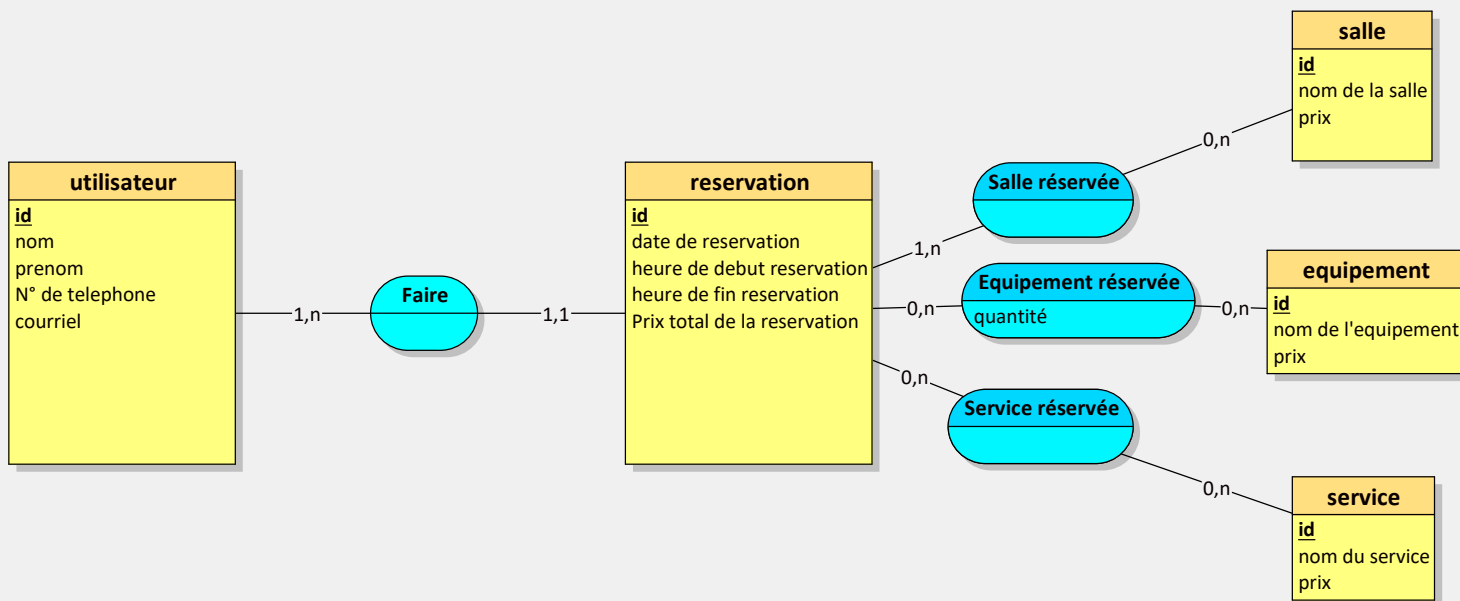 utilisateur
id
nom
prenom
N° de telephone
courriel
1,n
Faire
1,1
reservation
id
date de reservation
heure de debut reservation
heure de fin reservation
Prix total de la reservation
1,n
Salle réservée
0,n
salle
id
nom de la salle
prix
0,n
Equipement réservée
quantité
0,n
equipement
id
nom de l'equipement
prix
0,n
Service réservée
0,n
service
id
nom du service
prix